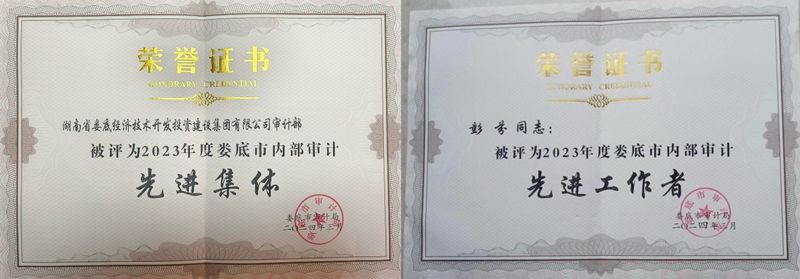 荣誉证书
HONORARY CREDENTIAL
湖南省娄底经济技术开发投资建设集团有限公司审计部
被评为2023年度娄底市内部审计
先进集体
娄底市审计局
二〇二四年三月
荣誉证书
HONORARY CREDENTIAL
彭芬同志：
被评为2023年度娄底市内部审计
先进工作者
娄底市审计局
二〇二四年三月